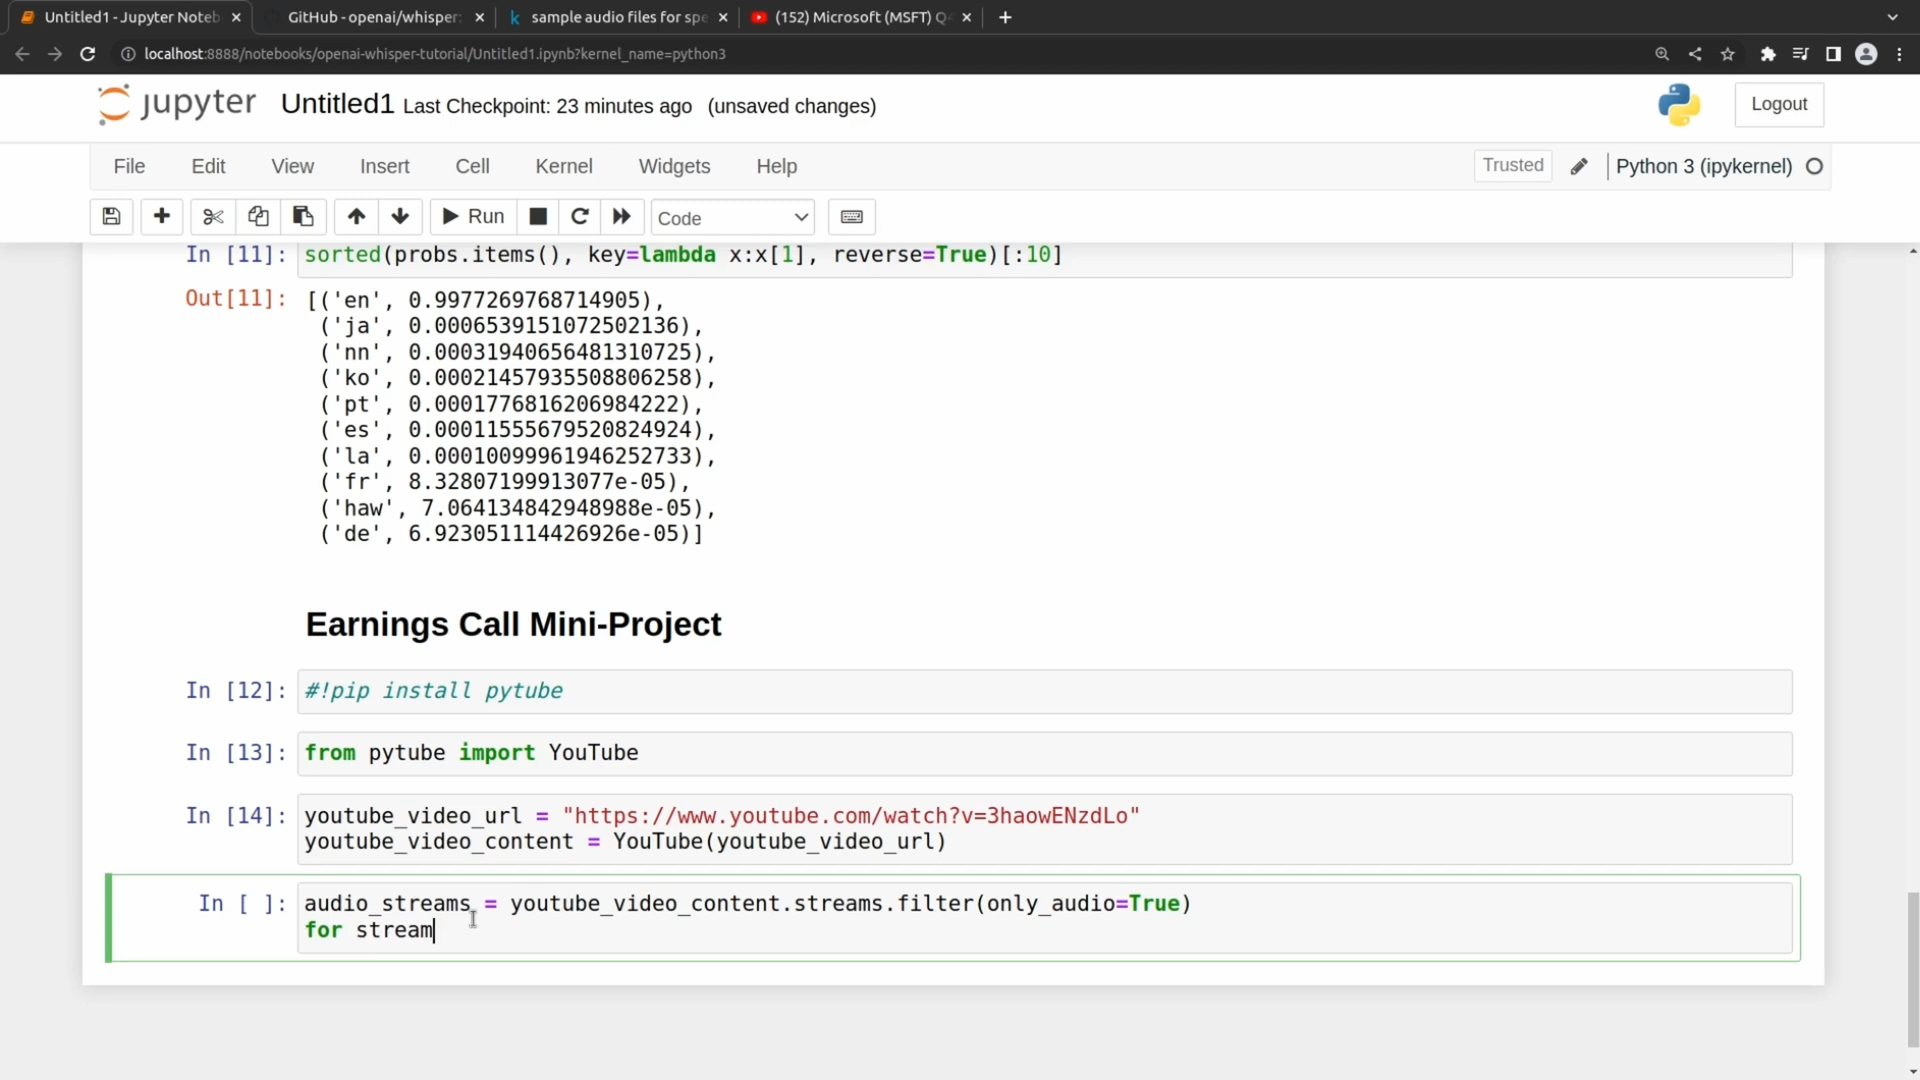 Untitled1 - Jupyter Noteb
GitHub - openai/whisper:
sample audio files for spe
(152) Microsoft (MSFT) Q
localhost:8888/notebooks/openai-whisper-tutorial/Untitled1.ipynb?kernel_name=python3
jupyter Untitled1 Last Checkpoint: 23 minutes ago (unsaved changes)
Logout
File Edit View Insert Cell Kernel Widgets Help
Trusted
Python 3 (ipykernel)
Run
Code
In [11]: sorted(probs.items(), key=lambda x:x[1], reverse=True)[:10]
Out[11]: [('en', 0.9977269768714905),
('ja', 0.0006539151072502136),
('nn', 0.00031940656481310725),
('ko', 0.00021457935508806258),
('pt', 0.0001776816206984222),
('es', 0.00011555679520824924),
('la', 0.00010099961946252733),
('fr', 8.32807199913077e-05),
('haw', 7.064134842948988e-05),
('de', 6.923051114426926e-05)]
Earnings Call Mini-Project
In [12]: #!pip install pytube
In [13]: from pytube import YouTube
In [14]: youtube_video_url = "https://www.youtube.com/watch?v=3haowENzdLo"
youtube_video_content = YouTube(youtube_video_url)
In [ ]: audio_streams = youtube_video_content.streams.filter(only_audio=True)
for stream